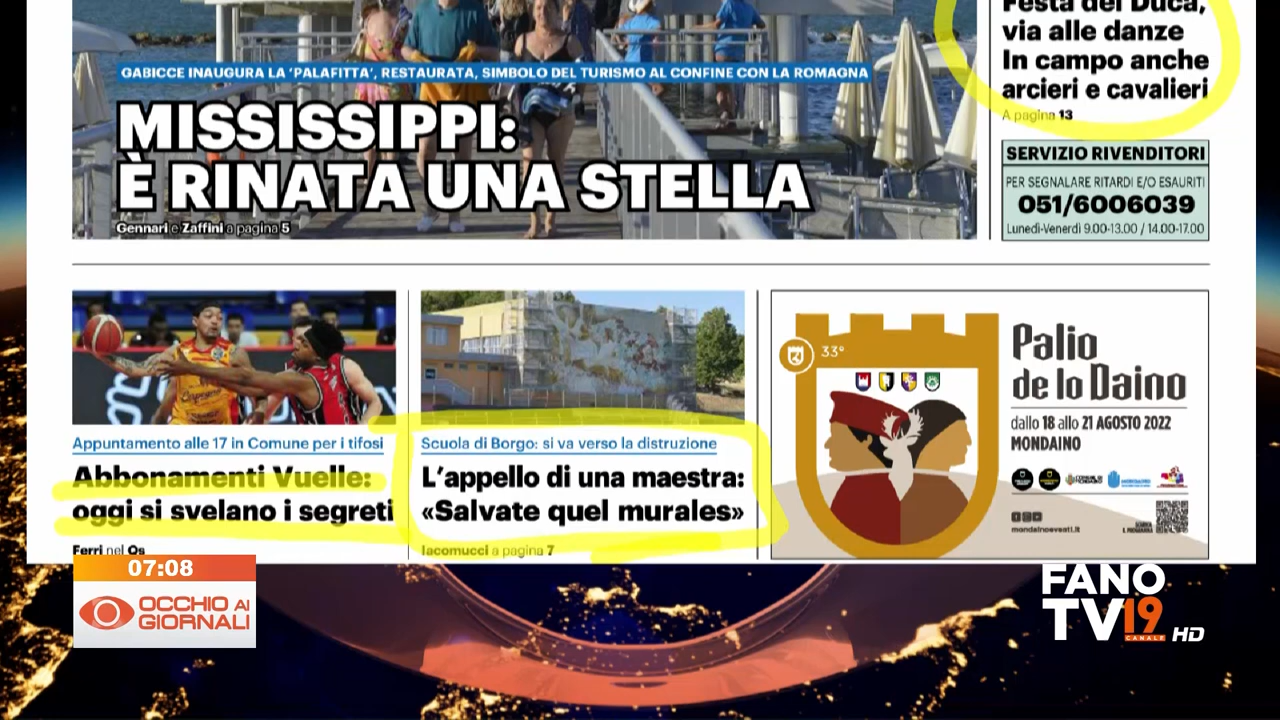 Festa del Duca,
via alle danze
In campo anche
arcieri e cavalieri
A pagina 13
GABICCE INAUGURA LA ‘PALAFITTA’, RESTAURATA, SIMBOLO DEL TURISMO AL CONFINE CON LA ROMAGNA
MISSISSIPPI:
È RINATA UNA STELLA
Gennari e Zaffini a pagina 5
SERVIZIO RIVENDITORI
PER SEGNALARE RITARDI E/O ESAURITI
051/6006039
Lunedì-Venerdì 9.00-13.00 / 14.00-17.00
Appuntamento alle 17 in Comune per i tifosi
Abbonamenti Vuelle:
oggi si svelano i segreti
Ferri nel Qs
Scuola di Borgo: si va verso la distruzione
L’appello di una maestra:
«Salvate quel murales»
Iacomucci a pagina 7
33°
Palio
de lo Daino
dallo 18 allo 21 AGOSTO 2022
MONDAINO
mondainoeventi.it
07:08
OCCHIO AI
GIORNALI
FANO
TV19
CANALE
HD